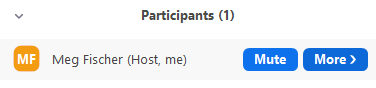 Participants (1)
MF Meg Fischer (Host, me) Mute More